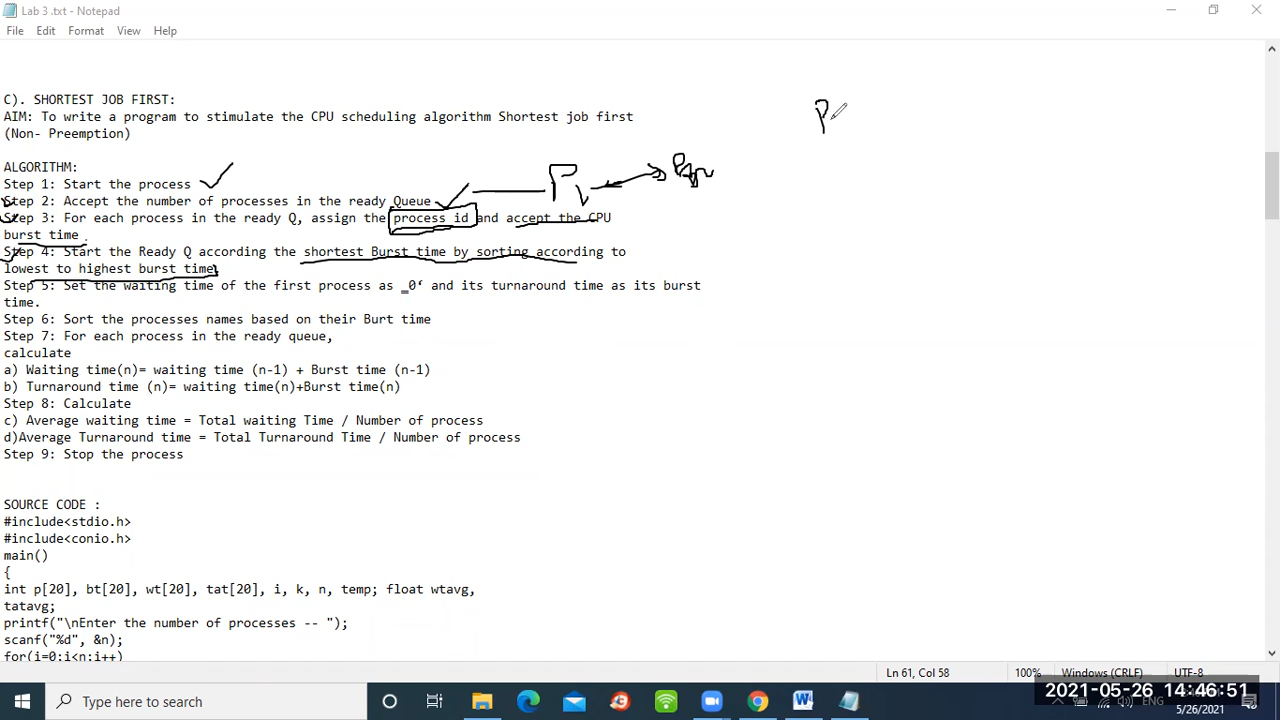 Lab 3 .txt - Notepad
File Edit Format View Help
C). SHORTEST JOB FIRST:
AIM: To write a program to stimulate the CPU scheduling algorithm Shortest job first
(Non- Preemption)
ALGORITHM:
Step 1: Start the process
Step 2: Accept the number of processes in the ready Queue
Step 3: For each process in the ready Q, assign the process id and accept the CPU
burst time
Step 4: Start the Ready Q according the shortest Burst time by sorting according to
lowest to highest burst time.
Step 5: Set the waiting time of the first process as _0‘ and its turnaround time as its burst
time.
Step 6: Sort the processes names based on their Burt time
Step 7: For each process in the ready queue,
calculate
a) Waiting time(n)= waiting time (n-1) + Burst time (n-1)
b) Turnaround time (n)= waiting time(n)+Burst time(n)
Step 8: Calculate
c) Average waiting time = Total waiting Time / Number of process
d)Average Turnaround time = Total Turnaround Time / Number of process
Step 9: Stop the process
SOURCE CODE :
#include<stdio.h>
#include<conio.h>
main()
{
int p[20], bt[20], wt[20], tat[20], i, k, n, temp; float wtavg,
tatavg;
printf("\nEnter the number of processes -- ");
scanf("%d", &n);
for(i=0;i<n;i++)
P
Ln 61, Col 58 100% Windows (CRLF) UTF-8
Type here to search
2021-05-26 14:46:51
5/26/2021